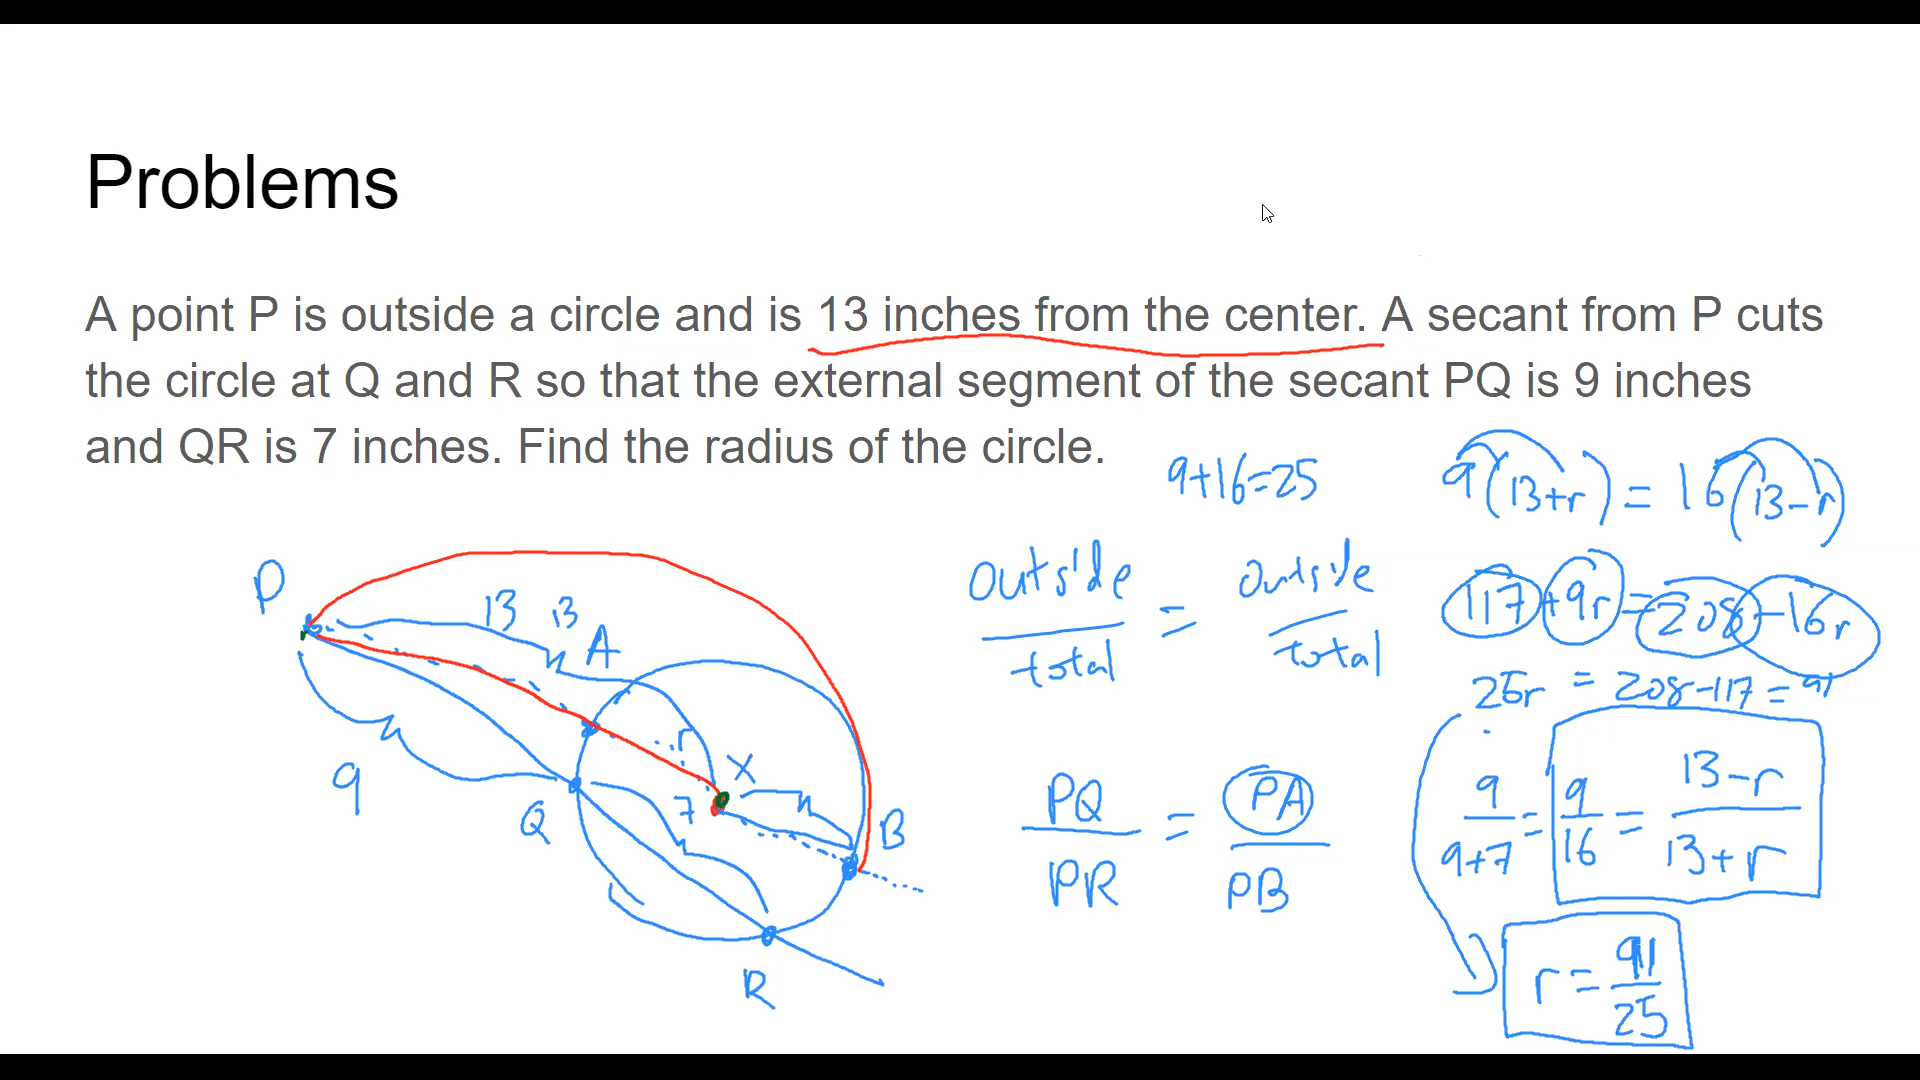 Problems
A point P is outside a circle and is 13 inches from the center. A secant from P cuts
the circle at Q and R so that the external segment of the secant PQ is 9 inches
and QR is 7 inches. Find the radius of the circle.
9+16=25
9(13+r) = 16(13-r)
117+9r = 208-16r
25r = 208-117 = 91
outside/total = outside/total
PQ/PR = PA/PB
9/9+7 = 9/16 = 13-r/13+r
r = 91/25
P
13
13
A
r
X
9
7
Q
B
R